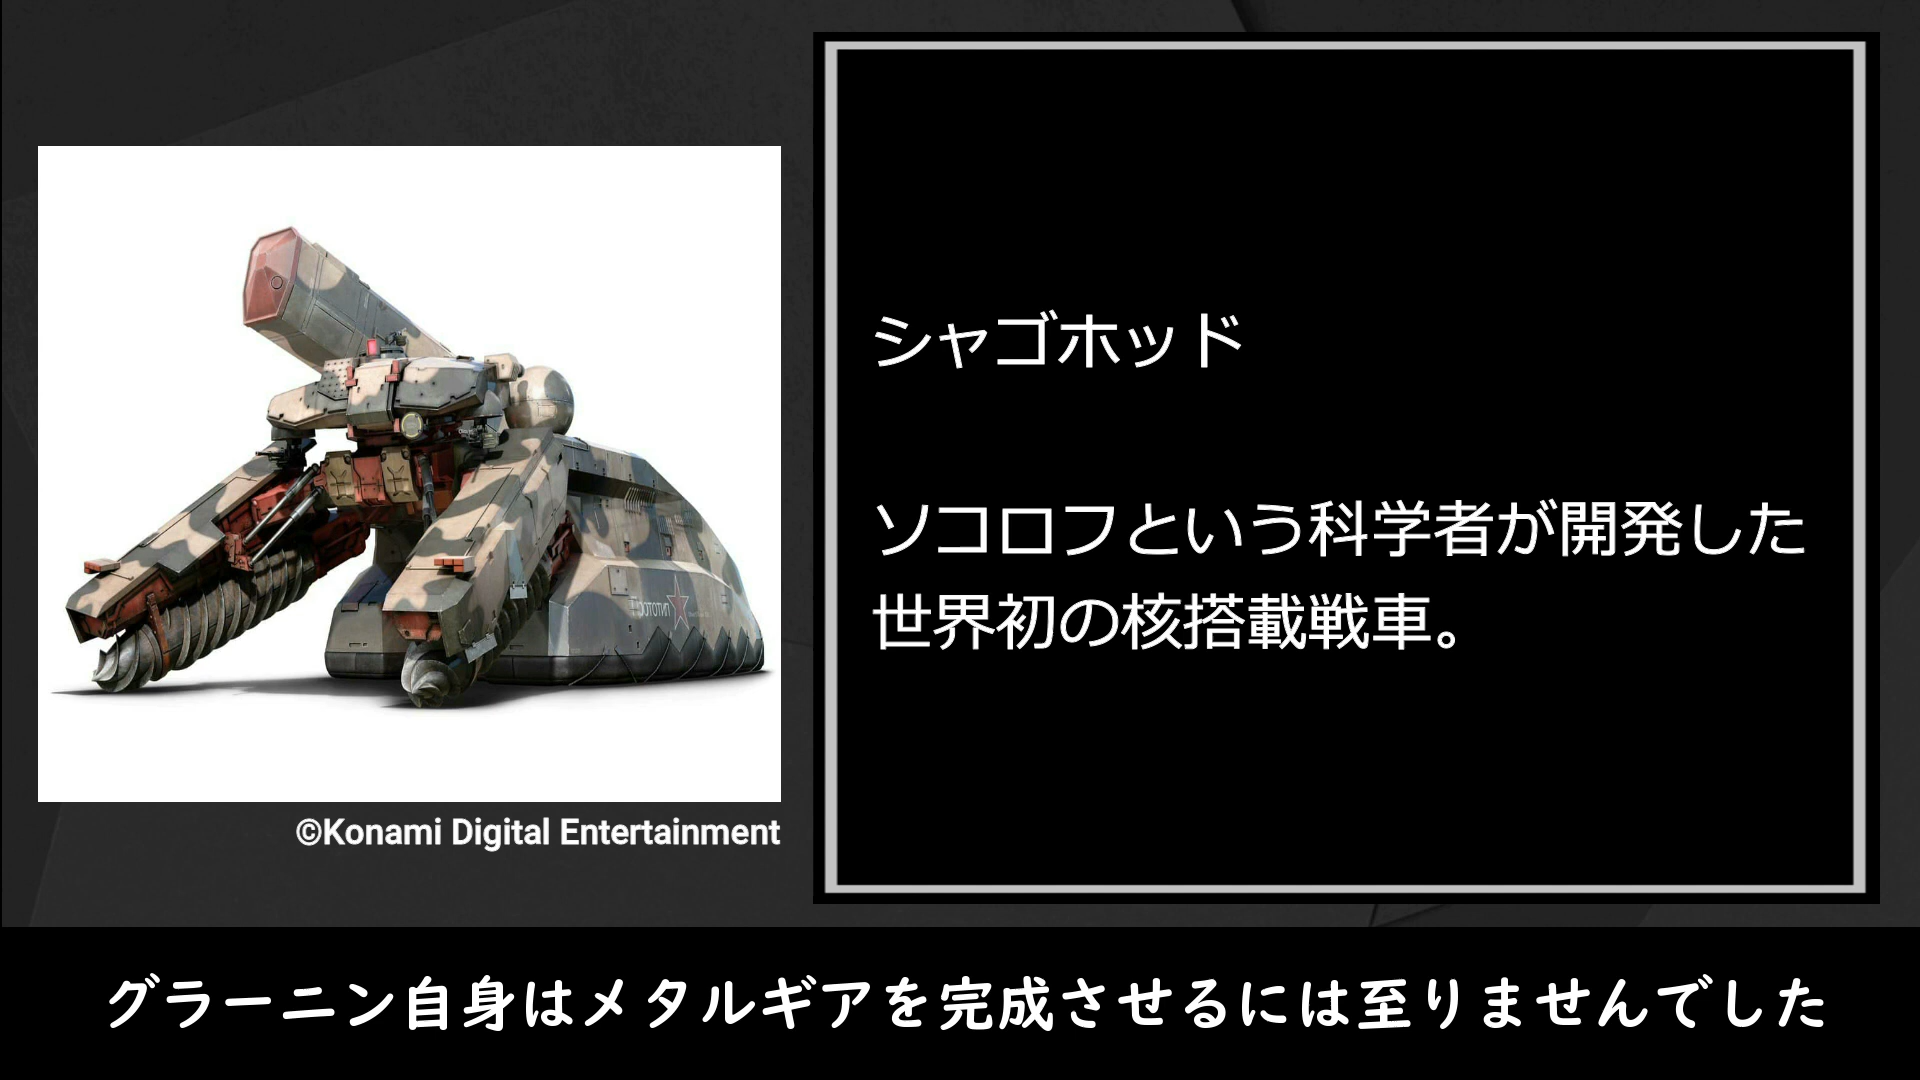 シャゴホッド
ソコロフという科学者が開発した
世界初の核搭載戦車。
Прототип
©Konami Digital Entertainment
グラーニン自身はメタルギアを完成させるには至りませんでした